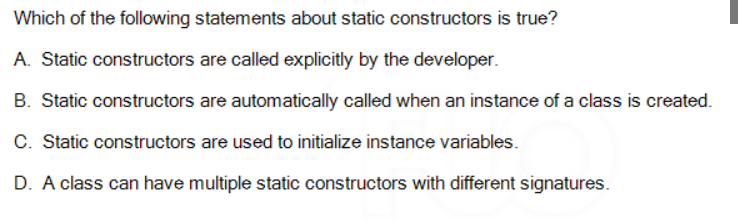 Which of the following statements about static constructors is true?
A. Static constructors are called explicitly by the developer.
B. Static constructors are automatically called when an instance of a class is created.
C. Static constructors are used to initialize instance variables.
D. A class can have multiple static constructors with different signatures.